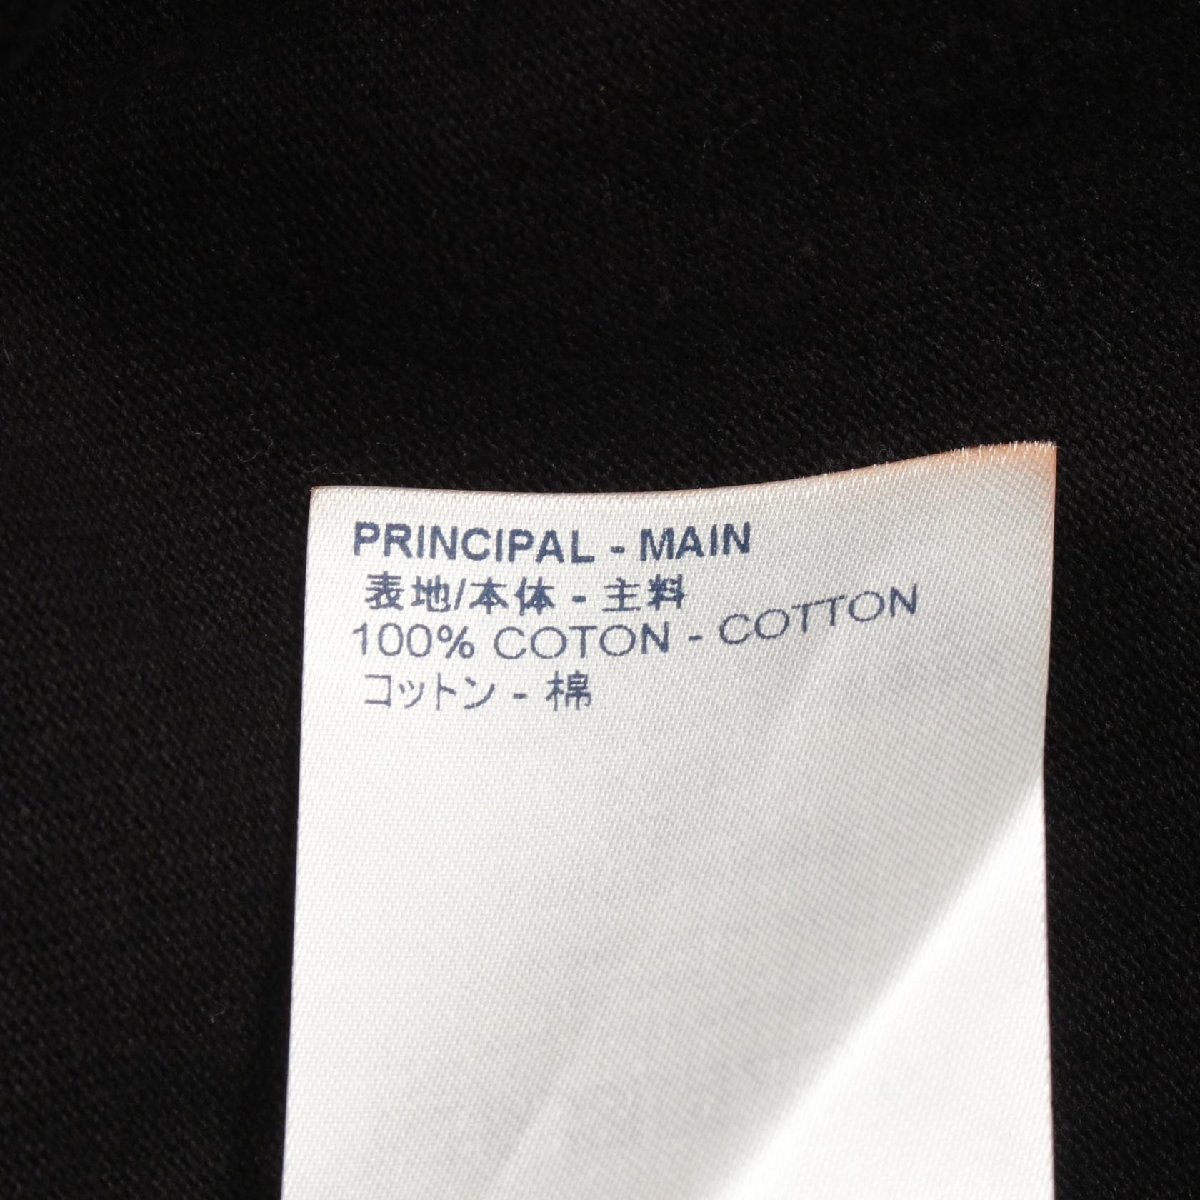 PRINCIPAL - MAIN
表地/本体 - 主料
100% COTON - COTTON
コットン - 棉